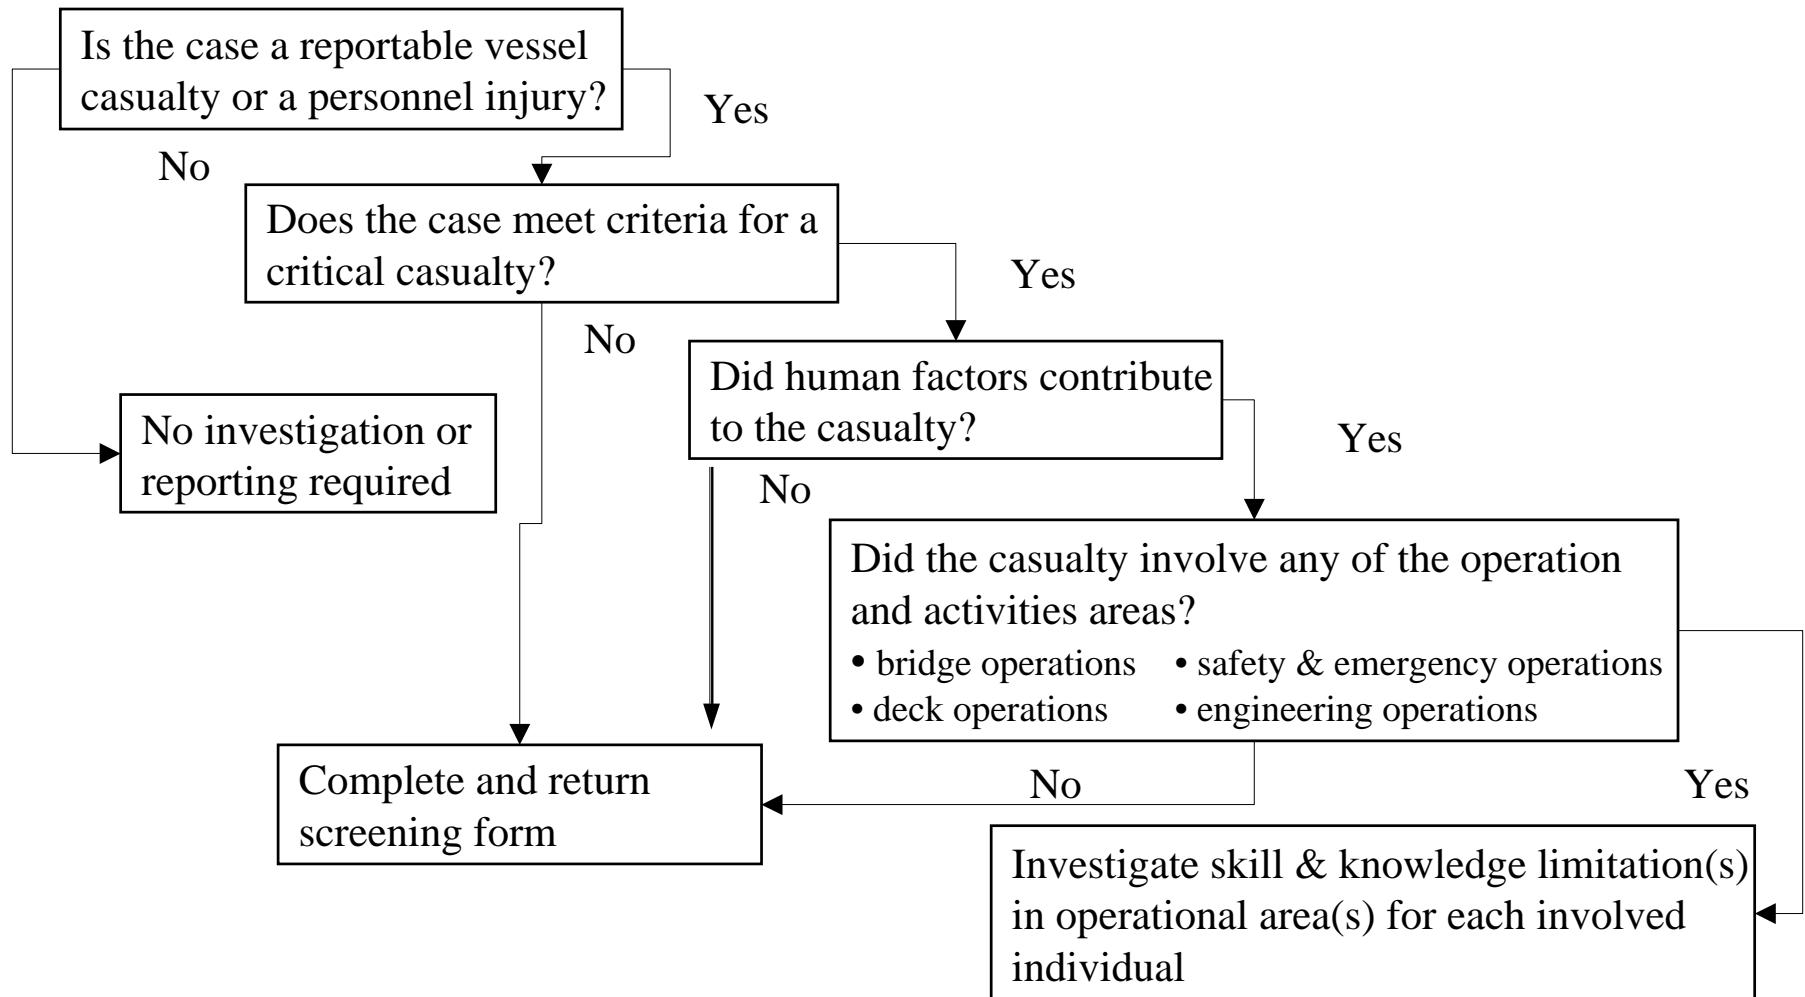 Is the case a reportable vessel
casualty or a personnel injury?
Yes
No
Does the case meet criteria for a
critical casualty?
Yes
No
Did human factors contribute
to the casualty?
Yes
No
No investigation or
reporting required
Did the casualty involve any of the operation
and activities areas?
• bridge operations • safety & emergency operations
• deck operations • engineering operations
No
Yes
Complete and return
screening form
Investigate skill & knowledge limitation(s)
in operational area(s) for each involved
individual